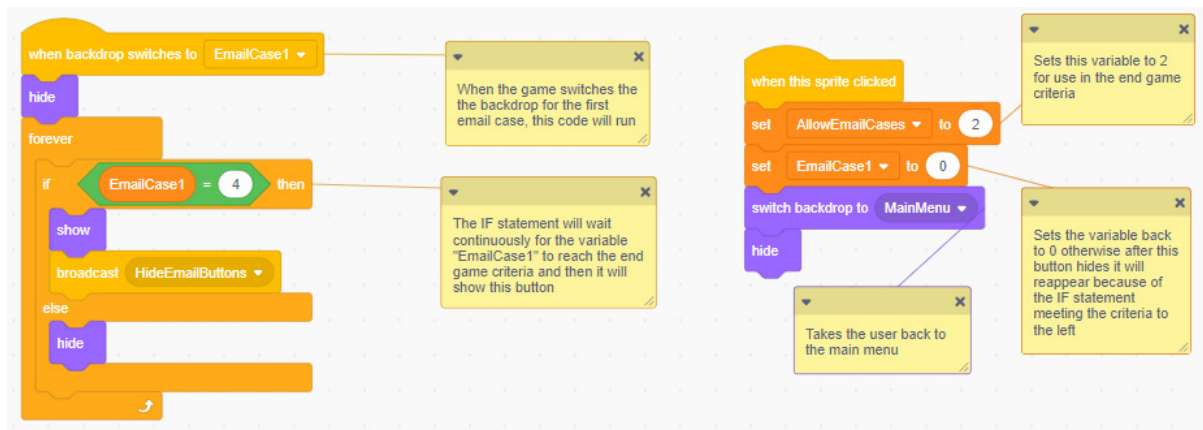 when backdrop switches to EmailCase1
hide
forever
if EmailCase1 = 4 then
show
broadcast HideEmailButtons
else
hide
When the game switches the
the backdrop for the first
email case, this code will run
The IF statement will wait
continuously for the variable
"EmailCase1" to reach the end
game criteria and then it will
show this button
when this sprite clicked
set AllowEmailCases to 2
set EmailCase1 to 0
switch backdrop to MainMenu
hide
Sets this variable to 2
for use in the end game
criteria
Sets the variable back
to 0 otherwise after this
button hides it will
reappear because of
the IF statement
meeting the criteria to
the left
Takes the user back to
the main menu